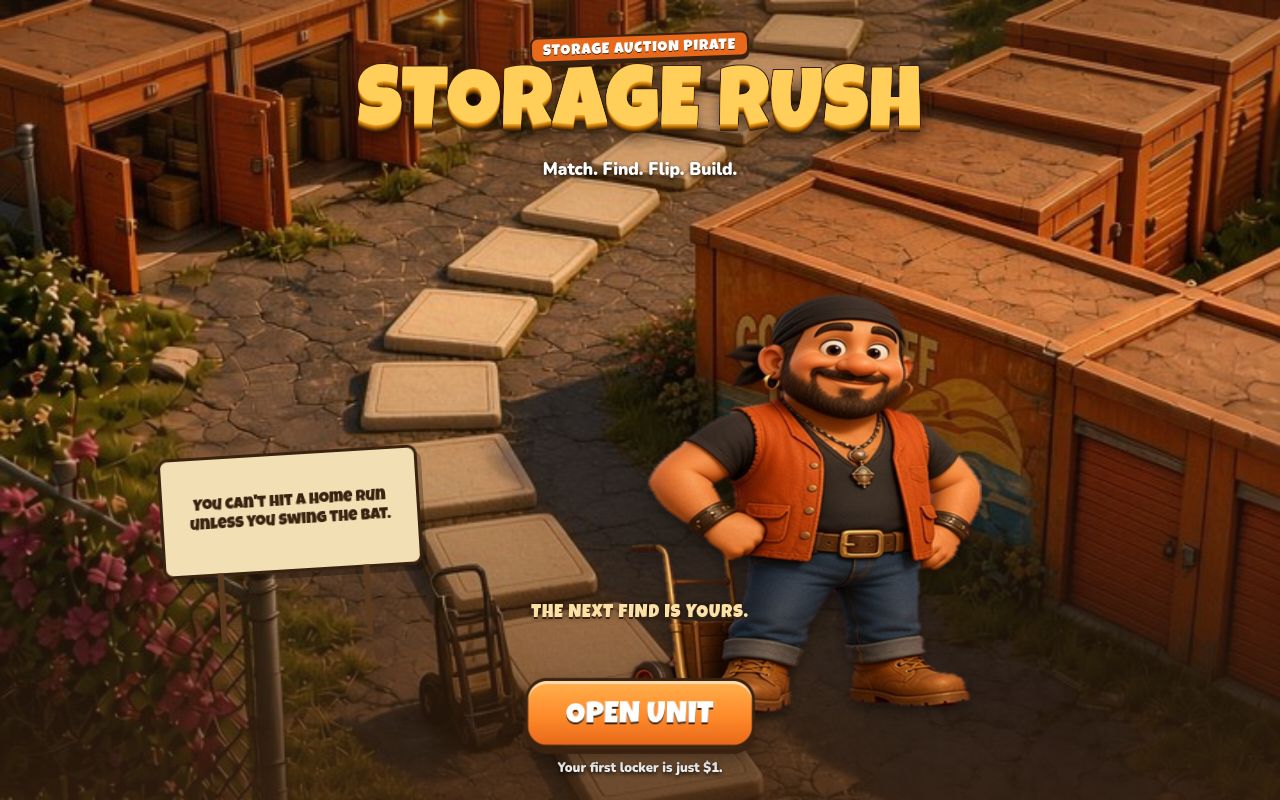 STORAGE AUCTION PIRATE
STORAGE RUSH
Match. Find. Flip. Build.
YOU CAN'T HIT A HOME RUN
UNLESS YOU SWING THE BAT.
THE NEXT FIND IS YOURS.
OPEN UNIT
Your first locker is just $1.